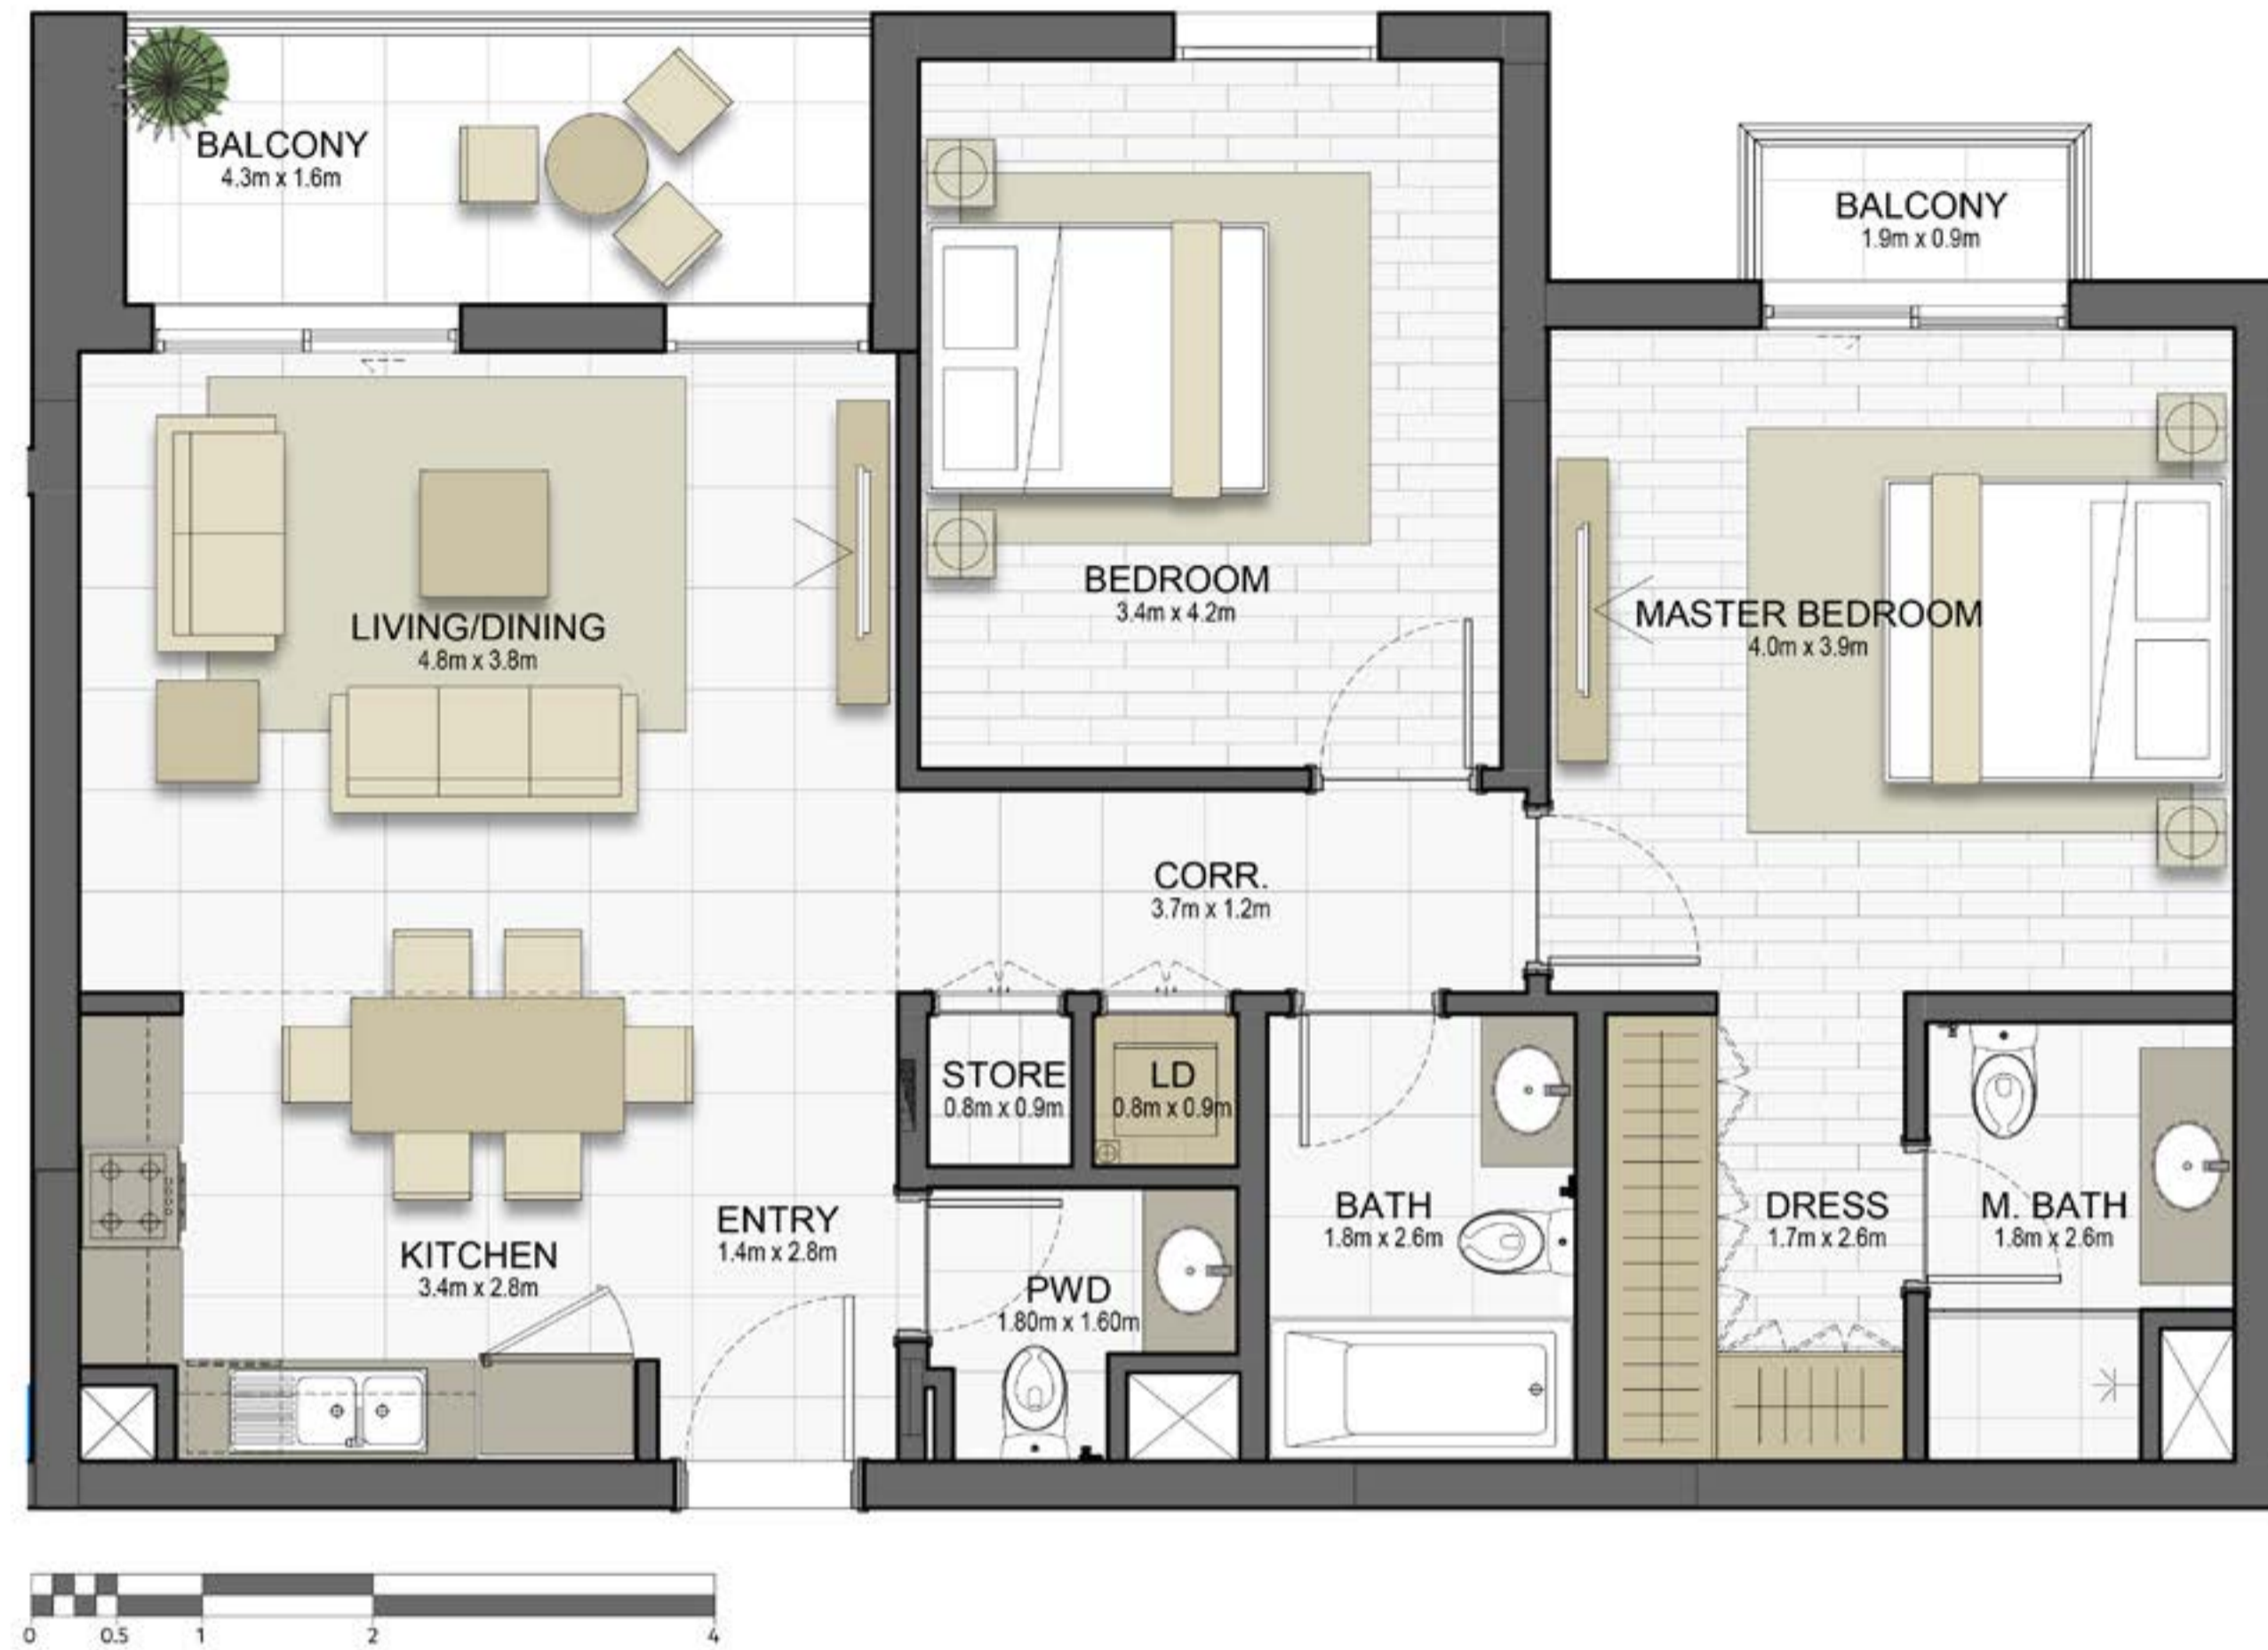 BALCONY
4.3m x 1.6m
BALCONY
1.9m x 0.9m
BEDROOM
3.4m x 4.2m
LIVING/DINING
4.8m x 3.8m
MASTER BEDROOM
4.0m x 3.9m
CORR.
3.7m x 1.2m
STORE
0.8m x 0.9m
LD
0.8m x 0.9m
KITCHEN
3.4m x 2.8m
ENTRY
1.4m x 2.8m
PWD
1.80m x 1.60m
BATH
1.8m x 2.6m
DRESS
1.7m x 2.6m
M. BATH
1.8m x 2.6m
0 0.5 1 2 4